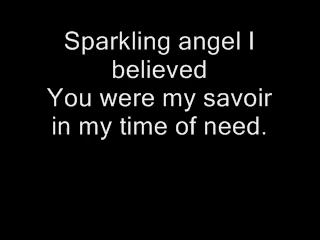 Sparkling angel I
believed
You were my savoir
in my time of need.